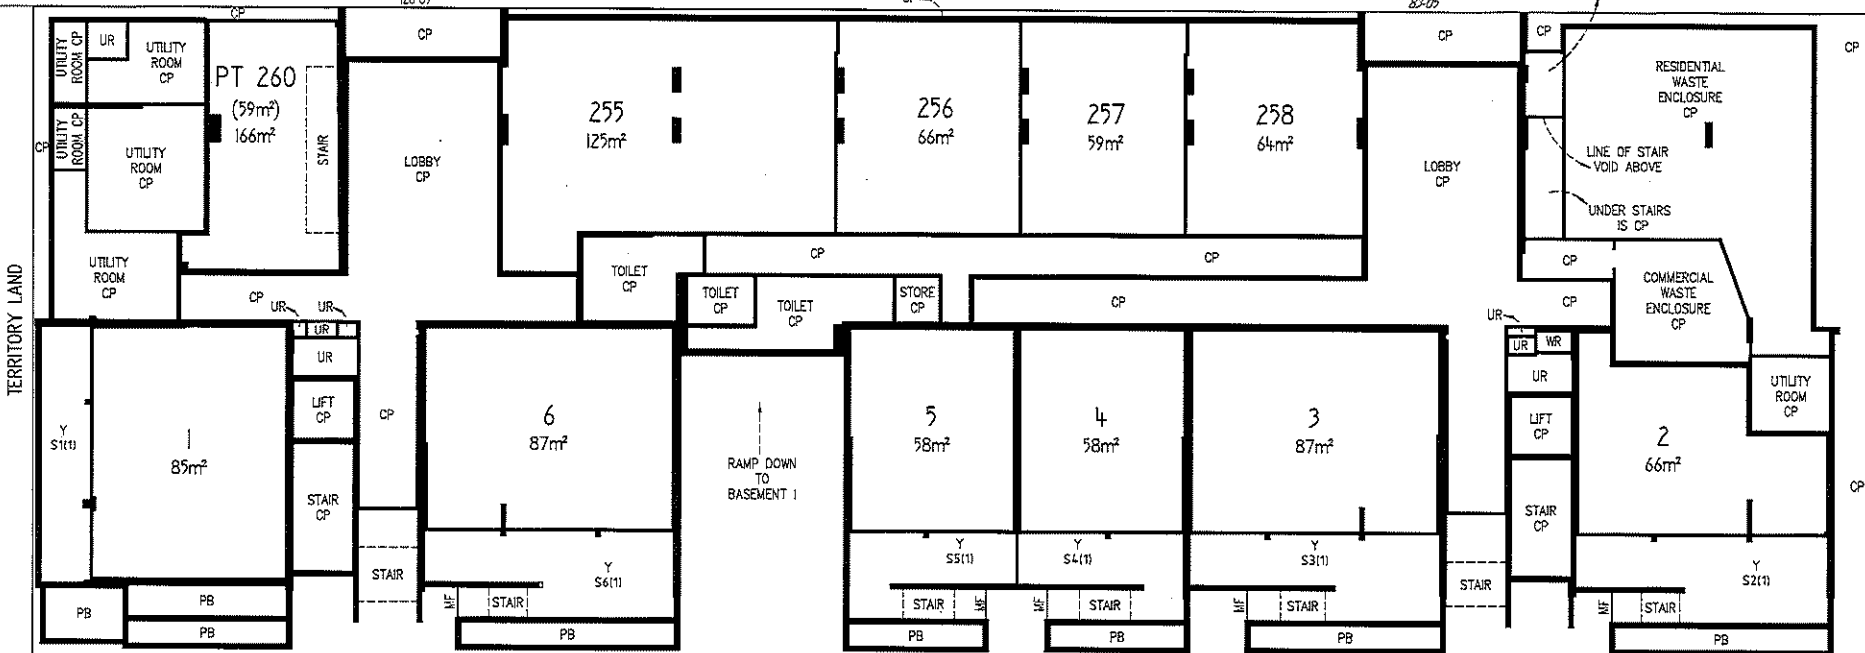 CP
83-05
UTILITY
ROOM CP
UR
UTILITY
ROOM
CP
PT 260
(59m²)
166m²
STAIR
CP
CP
CP
CP
255
125m²
256
66m²
257
59m²
258
64m²
RESIDENTIAL
WASTE
ENCLOSURE
CP
CP
UTILITY
ROOM CP
UTILITY
ROOM
CP
LOBBY
CP
LOBBY
CP
LINE OF STAIR
VOID ABOVE
UNDER STAIRS
IS CP
TERRITORY LAND
UTILITY
ROOM
CP
CP
TOILET
CP
CP
CP
CP
COMMERCIAL
WASTE
ENCLOSURE
CP
UR
UR
UR
UR
TOILET
CP
TOILET
CP
STORE
CP
CP
CP
UR
UR
WR
UR
Y
S1(1)
1
85m²
LIFT
CP
CP
STAIR
CP
STAIR
6
87m²
Y
S6(1)
RAMP DOWN
TO
BASEMENT 1
5
58m²
4
58m²
3
87m²
Y
S5(1)
Y
S4(1)
Y
S3(1)
LIFT
CP
STAIR
CP
STAIR
2
66m²
UTILITY
ROOM
CP
CP
Y
S2(1)
PB
PB
PB
MF
STAIR
PB
STAIR
MF
PB
MF
STAIR
PB
MF
STAIR
PB
MF
STAIR
PB